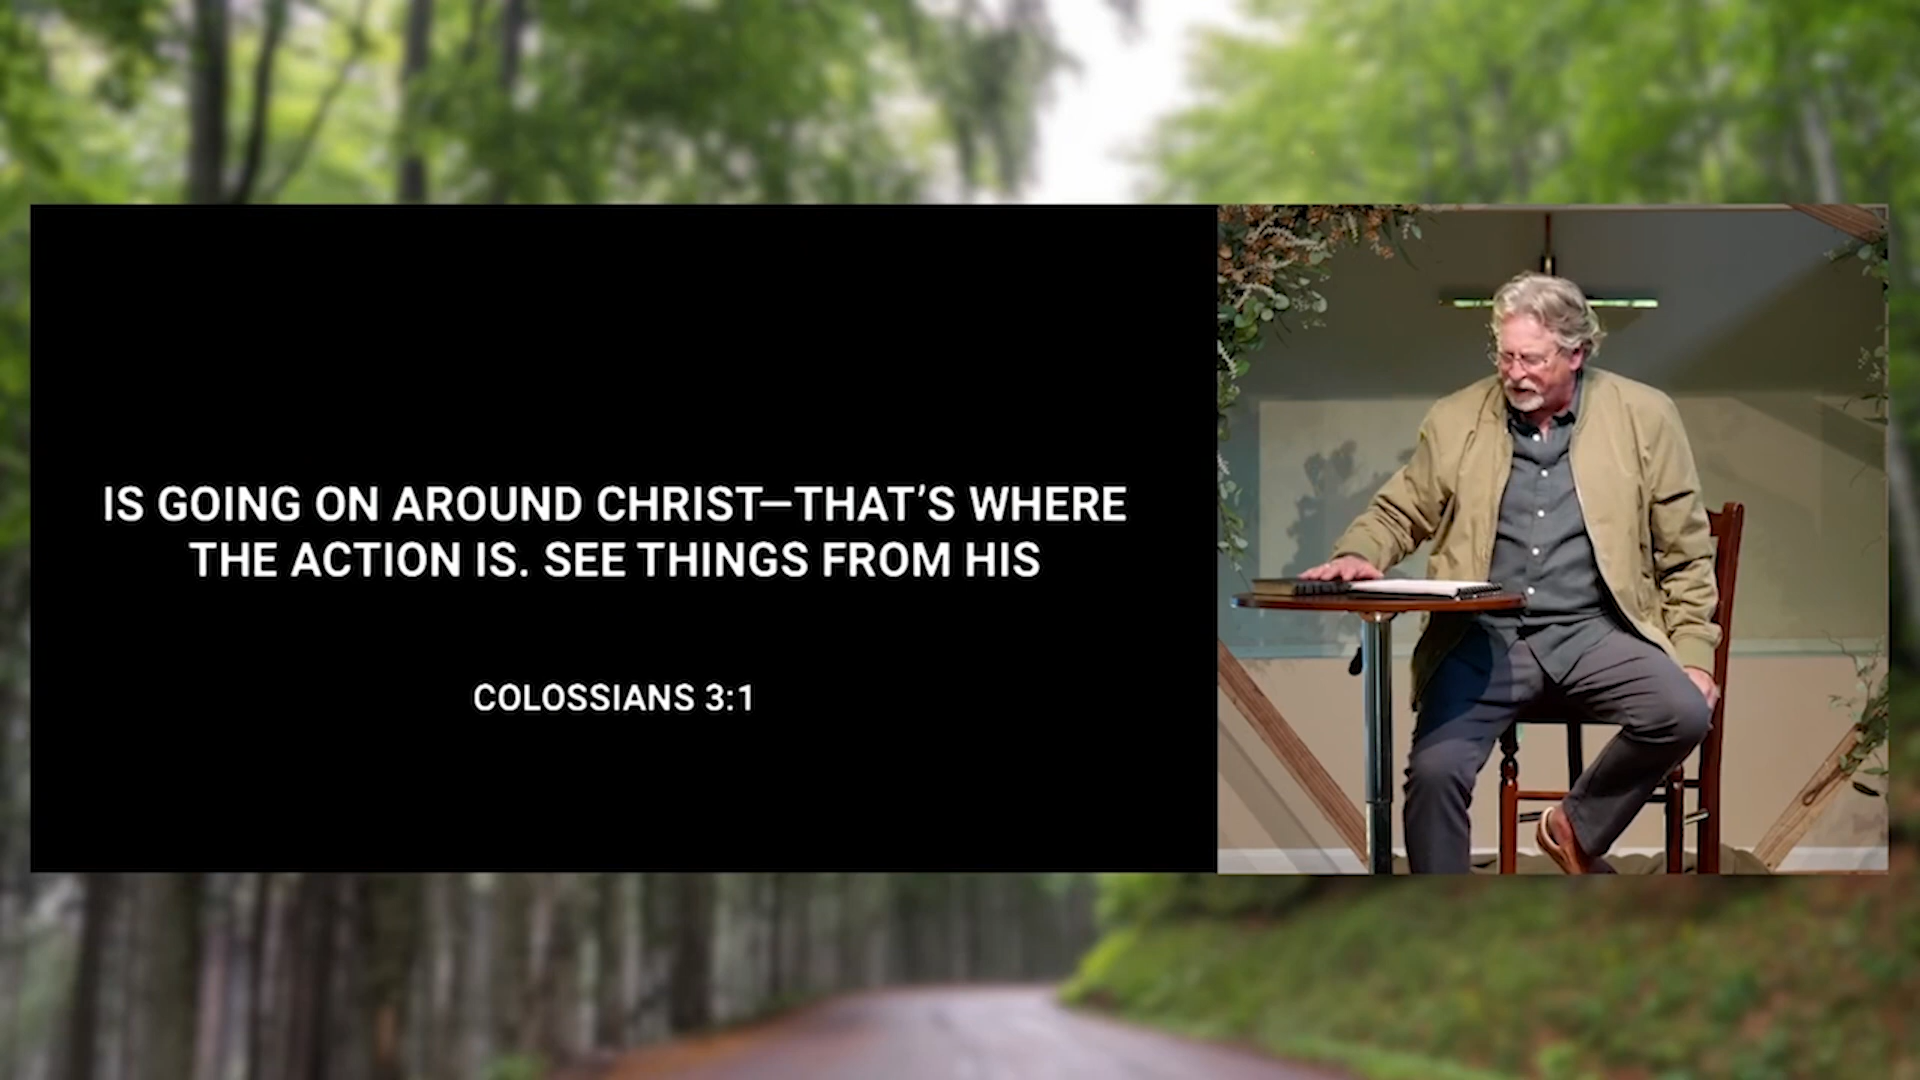 IS GOING ON AROUND CHRIST—THAT’S WHERE
THE ACTION IS. SEE THINGS FROM HIS
COLOSSIANS 3:1